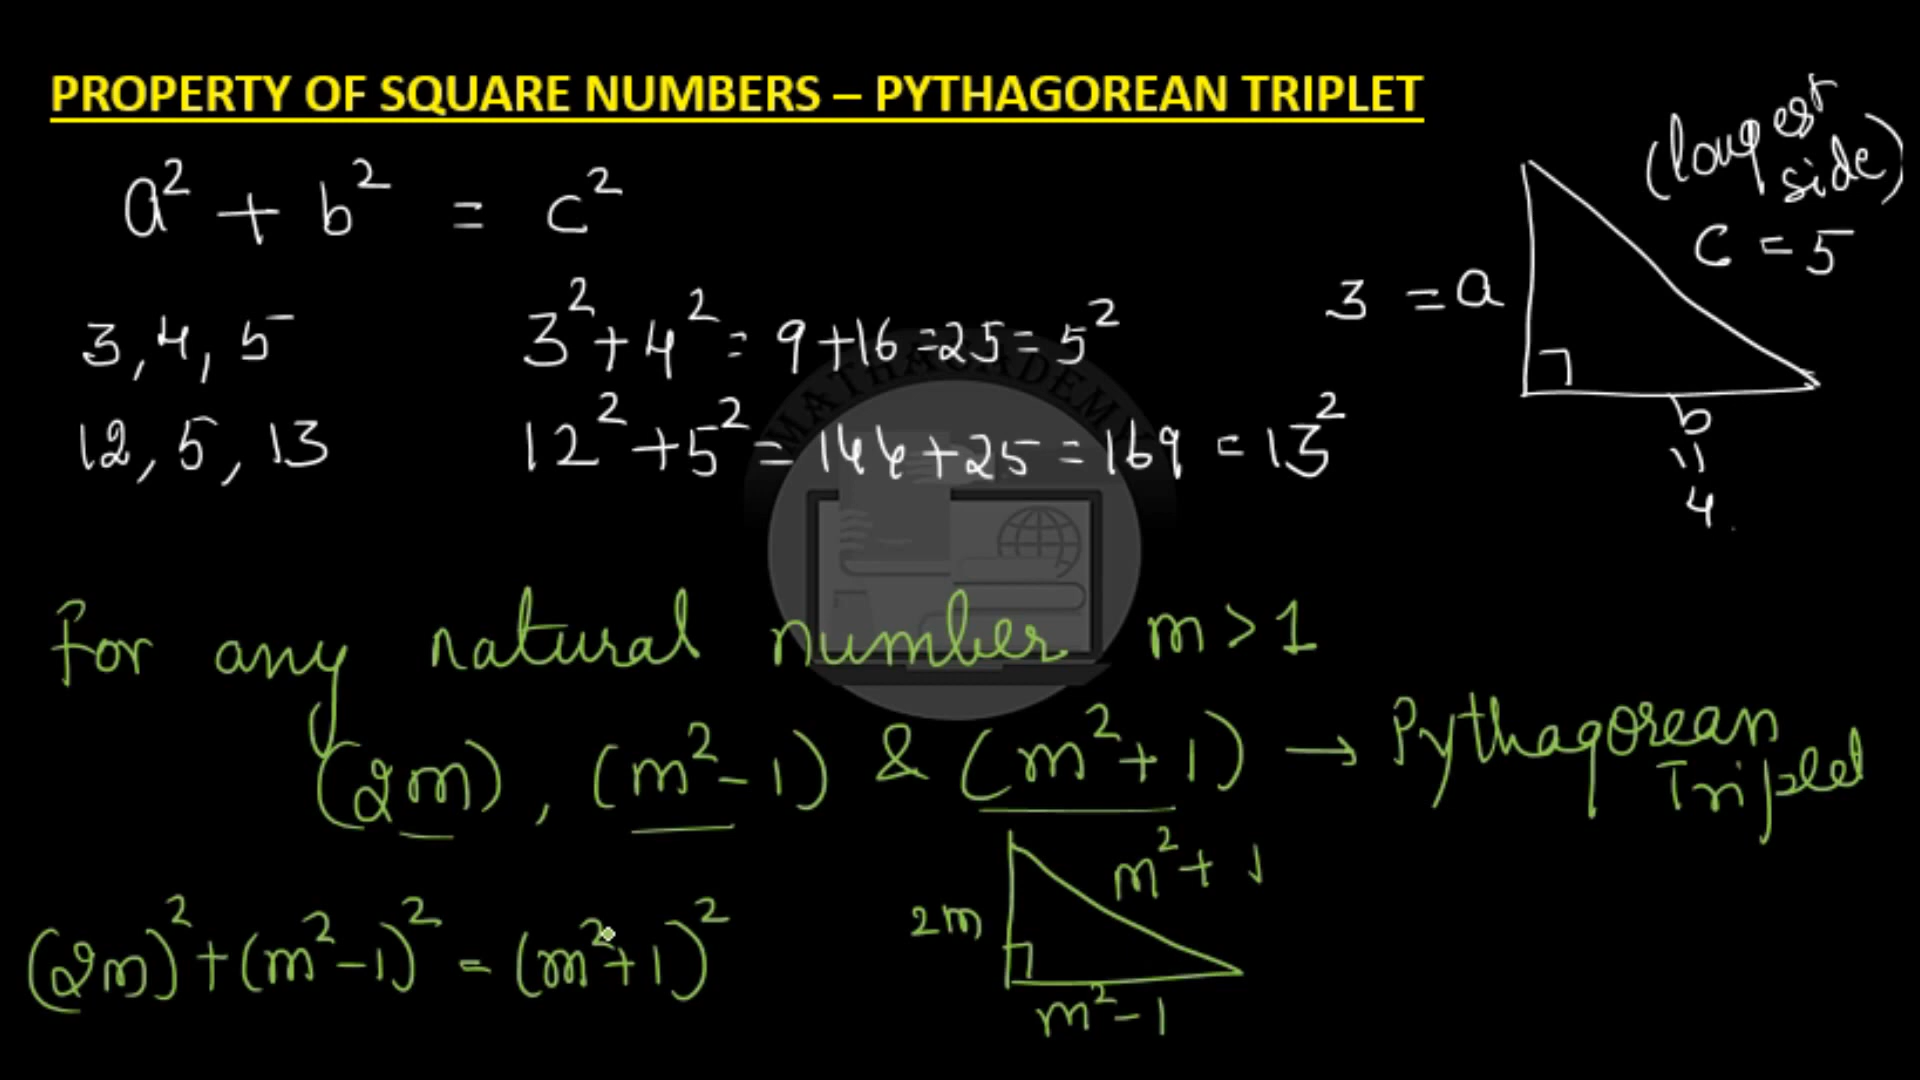 PROPERTY OF SQUARE NUMBERS – PYTHAGOREAN TRIPLET
a² + b² = c²
(longest
side)
c = 5
3 = a
b
"
4
3, 4, 5
3² + 4² = 9 + 16 = 25 = 5²
12, 5, 13
12² + 5² = 144 + 25 = 169 = 13²
MATHACADEMY
For any natural number m > 1
(2m), (m² - 1) & (m² + 1) → Pythagorean
Triplet
m² + 1
2m
m² - 1
(2m)² + (m² - 1)² = (m² + 1)²